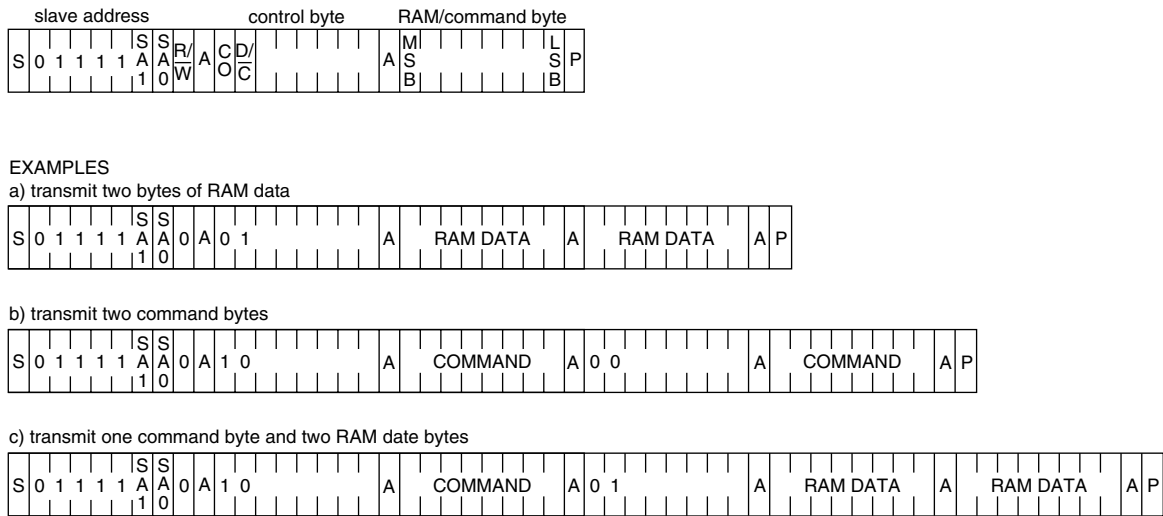 slave address control byte RAM/command byte
S 0 1 1 1 1 SA1 SA0 R/W A CO D/C A MSB LSB P
EXAMPLES
a) transmit two bytes of RAM data
S 0 1 1 1 1 SA1 SA0 0 A 0 1 A RAM DATA A RAM DATA A P
b) transmit two command bytes
S 0 1 1 1 1 SA1 SA0 0 A 1 0 A COMMAND A 0 0 A COMMAND A P
c) transmit one command byte and two RAM date bytes
S 0 1 1 1 1 SA1 SA0 0 A 1 0 A COMMAND A 0 1 A RAM DATA A RAM DATA A P